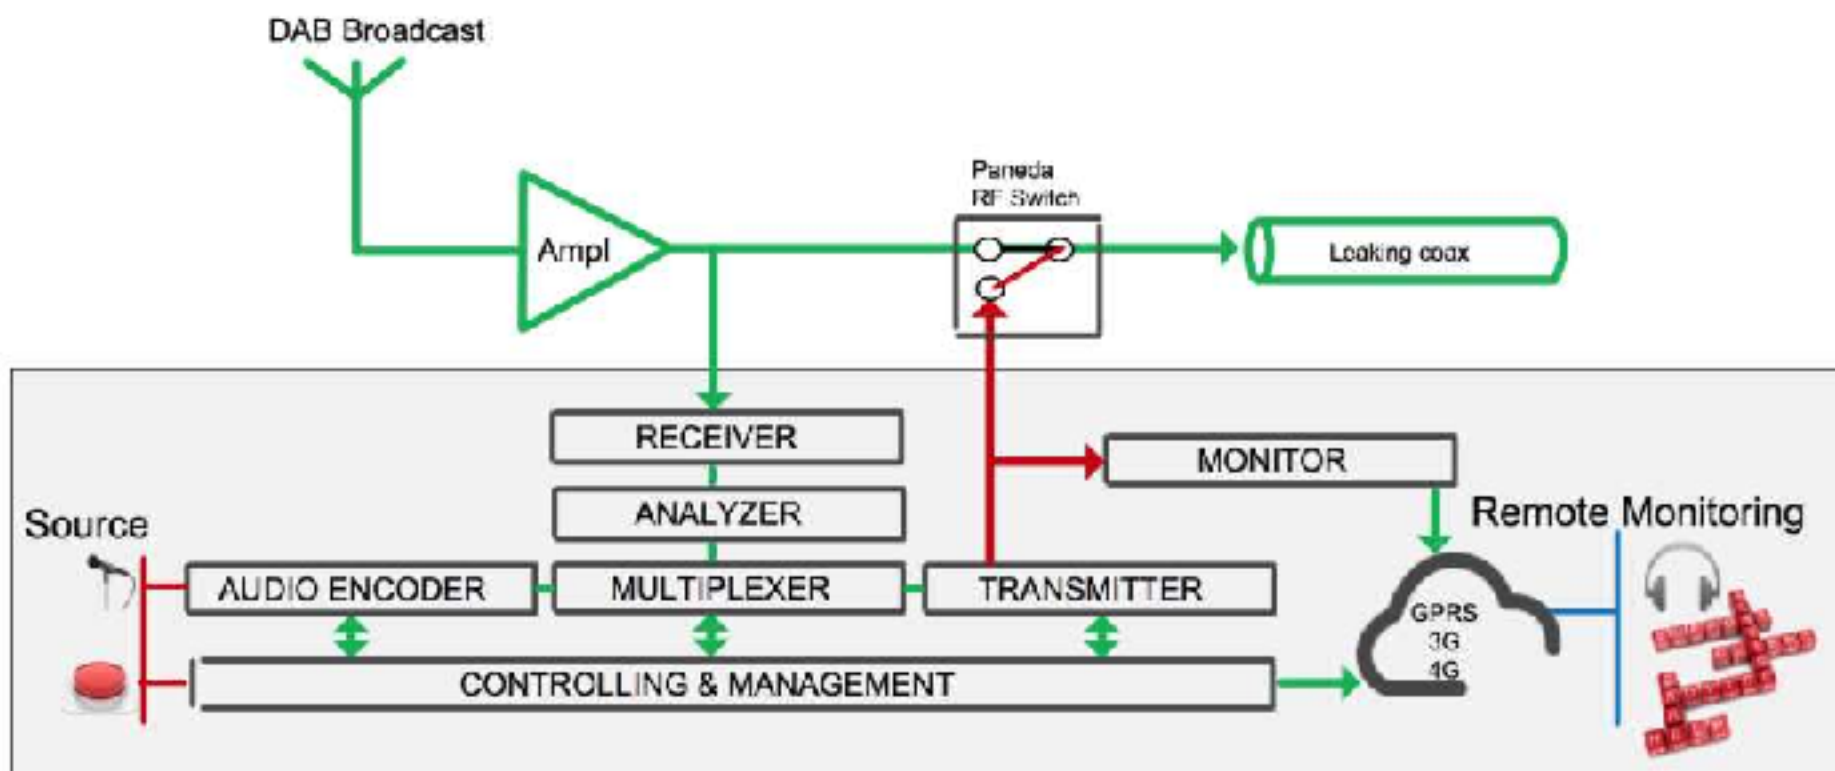 DAB Broadcast
Paneda
RF Switch
Ampl
Leaking coax
RECEIVER
MONITOR
ANALYZER
Source
Remote Monitoring
AUDIO ENCODER
MULTIPLEXER
TRANSMITTER
GPRS
3G
4G
CONTROLLING & MANAGEMENT